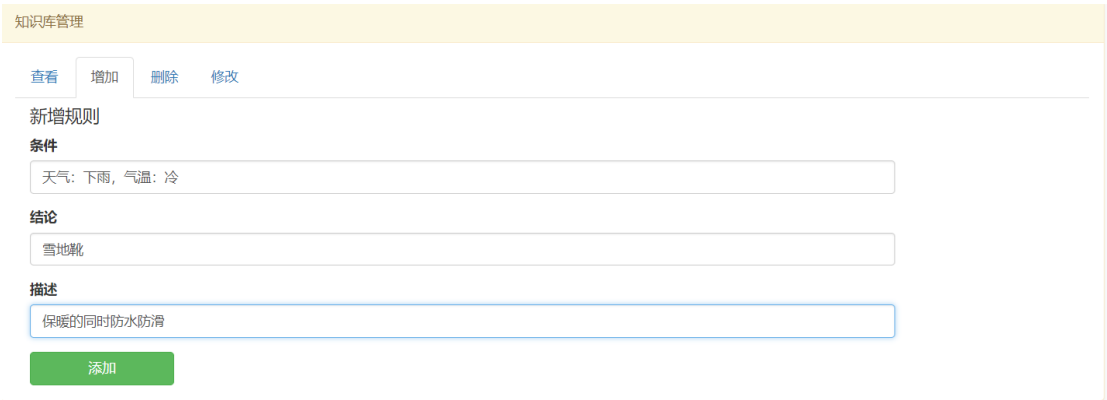 知识库管理
查看 增加 删除 修改
新增规则
条件
天气：下雨，气温：冷
结论
雪地靴
描述
保暖的同时防水防滑
添加